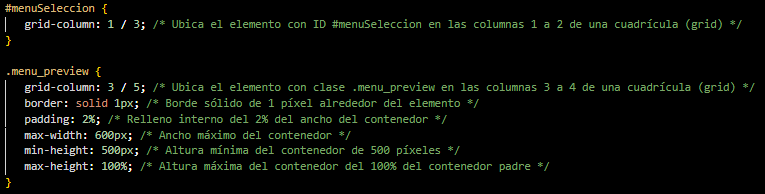 #menuSeleccion {
grid-column: 1 / 3; /* Ubica el elemento con ID #menuSeleccion en las columnas 1 a 2 de una cuadrícula (grid) */
}
.menu_preview {
grid-column: 3 / 5; /* Ubica el elemento con clase .menu_preview en las columnas 3 a 4 de una cuadrícula (grid) */
border: solid 1px; /* Borde sólido de 1 píxel alrededor del elemento */
padding: 2%; /* Relleno interno del 2% del ancho del contenedor */
max-width: 600px; /* Ancho máximo del contenedor */
min-height: 500px; /* Altura mínima del contenedor de 500 píxeles */
max-height: 100%; /* Altura máxima del contenedor del 100% del contenedor padre */
}